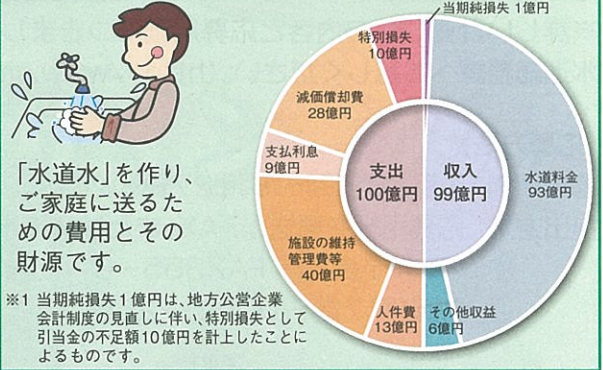 当期純損失 1億円
特別損失
10億円
減価償却費
28億円
支払利息
9億円
支出
100億円
収入
99億円
水道料金
93億円
施設の維持
管理費等
40億円
人件費
13億円
その他収益
6億円
「水道水」を作り、
ご家庭に送るた
めの費用とその
財源です。
※1 当期純損失1億円は、地方公営企業
会計制度の見直しに伴い、特別損失として
引当金の不足額10億円を計上したことに
よるものです。